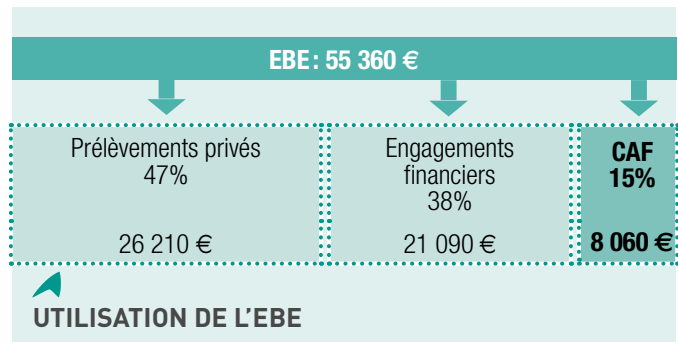 EBE : 55 360 €
Prélèvements privés
47%
26 210 €
Engagements
financiers
38%
21 090 €
CAF
15%
8 060 €
UTILISATION DE L’EBE